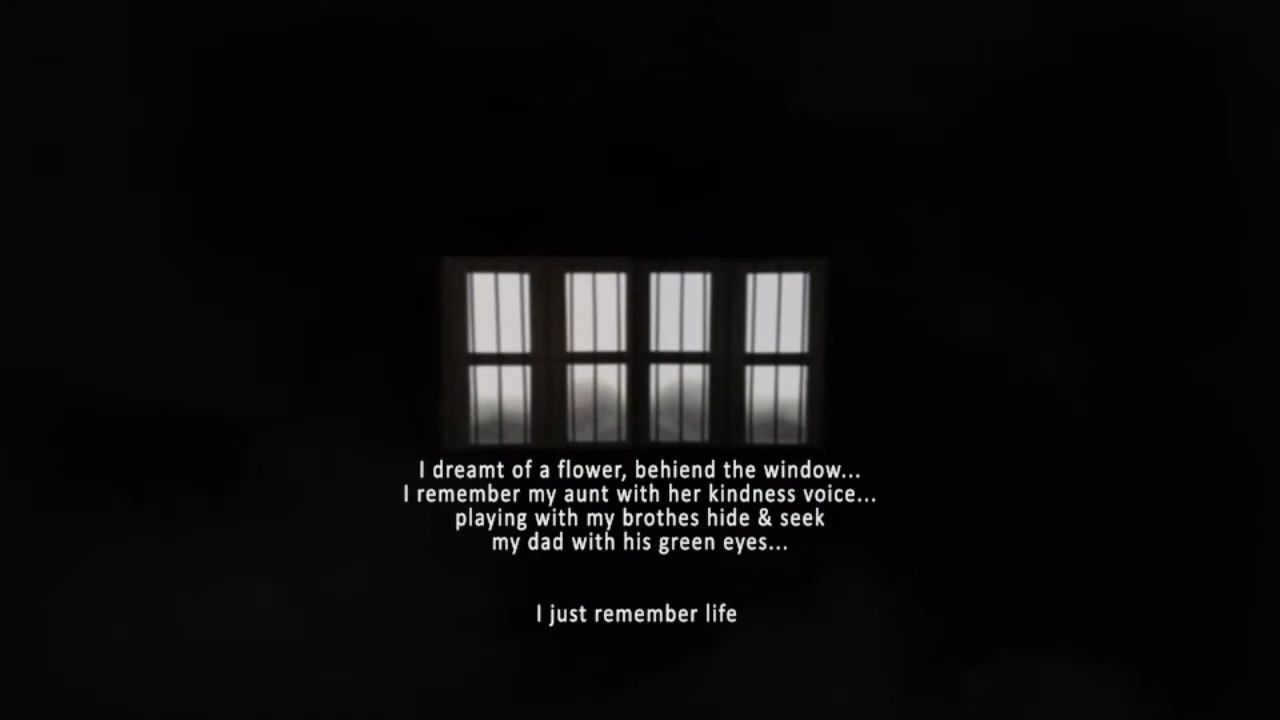 I dreamt of a flower, behiend the window...
I remember my aunt with her kindness voice...
playing with my brothes hide & seek
my dad with his green eyes...
I just remember life